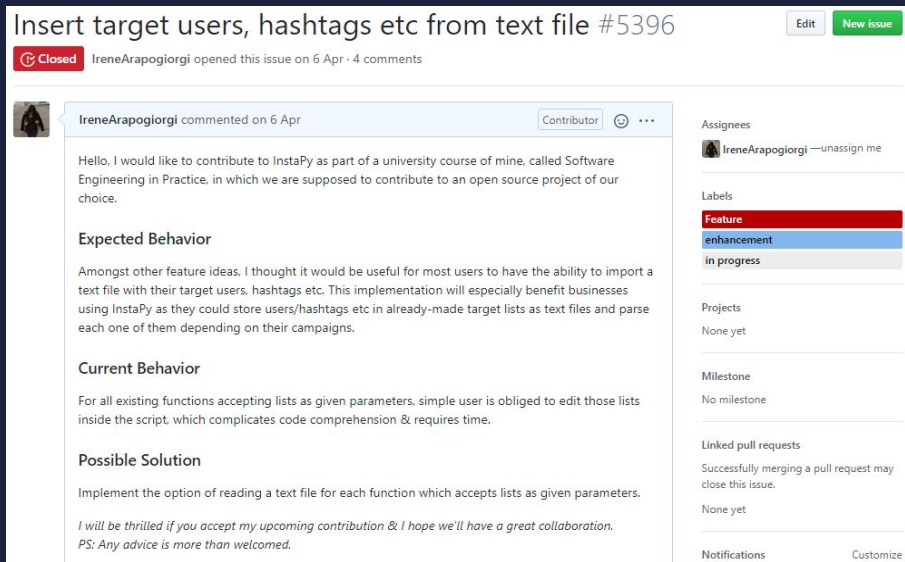 Insert target users, hashtags etc from text file #5396
Edit
New issue
Closed
IreneArapogiorgi opened this issue on 6 Apr · 4 comments
IreneArapogiorgi commented on 6 Apr
Contributor
Hello, I would like to contribute to InstaPy as part of a university course of mine, called Software
Engineering in Practice, in which we are supposed to contribute to an open source project of our
choice.
Expected Behavior
Amongst other feature ideas, I thought it would be useful for most users to have the ability to import a
text file with their target users, hashtags etc. This implementation will especially benefit businesses
using InstaPy as they could store users/hashtags etc in already-made target lists as text files and parse
each one of them depending on their campaigns.
Current Behavior
For all existing functions accepting lists as given parameters, simple user is obliged to edit those lists
inside the script, which complicates code comprehension & requires time.
Possible Solution
Implement the option of reading a text file for each function which accepts lists as given parameters.
I will be thrilled if you accept my upcoming contribution & I hope we'll have a great collaboration.
PS: Any advice is more than welcomed.
Assignees
IreneArapogiorgi —unassign me
Labels
Feature
enhancement
in progress
Projects
None yet
Milestone
No milestone
Linked pull requests
Successfully merging a pull request may
close this issue.
None yet
Notifications
Customize